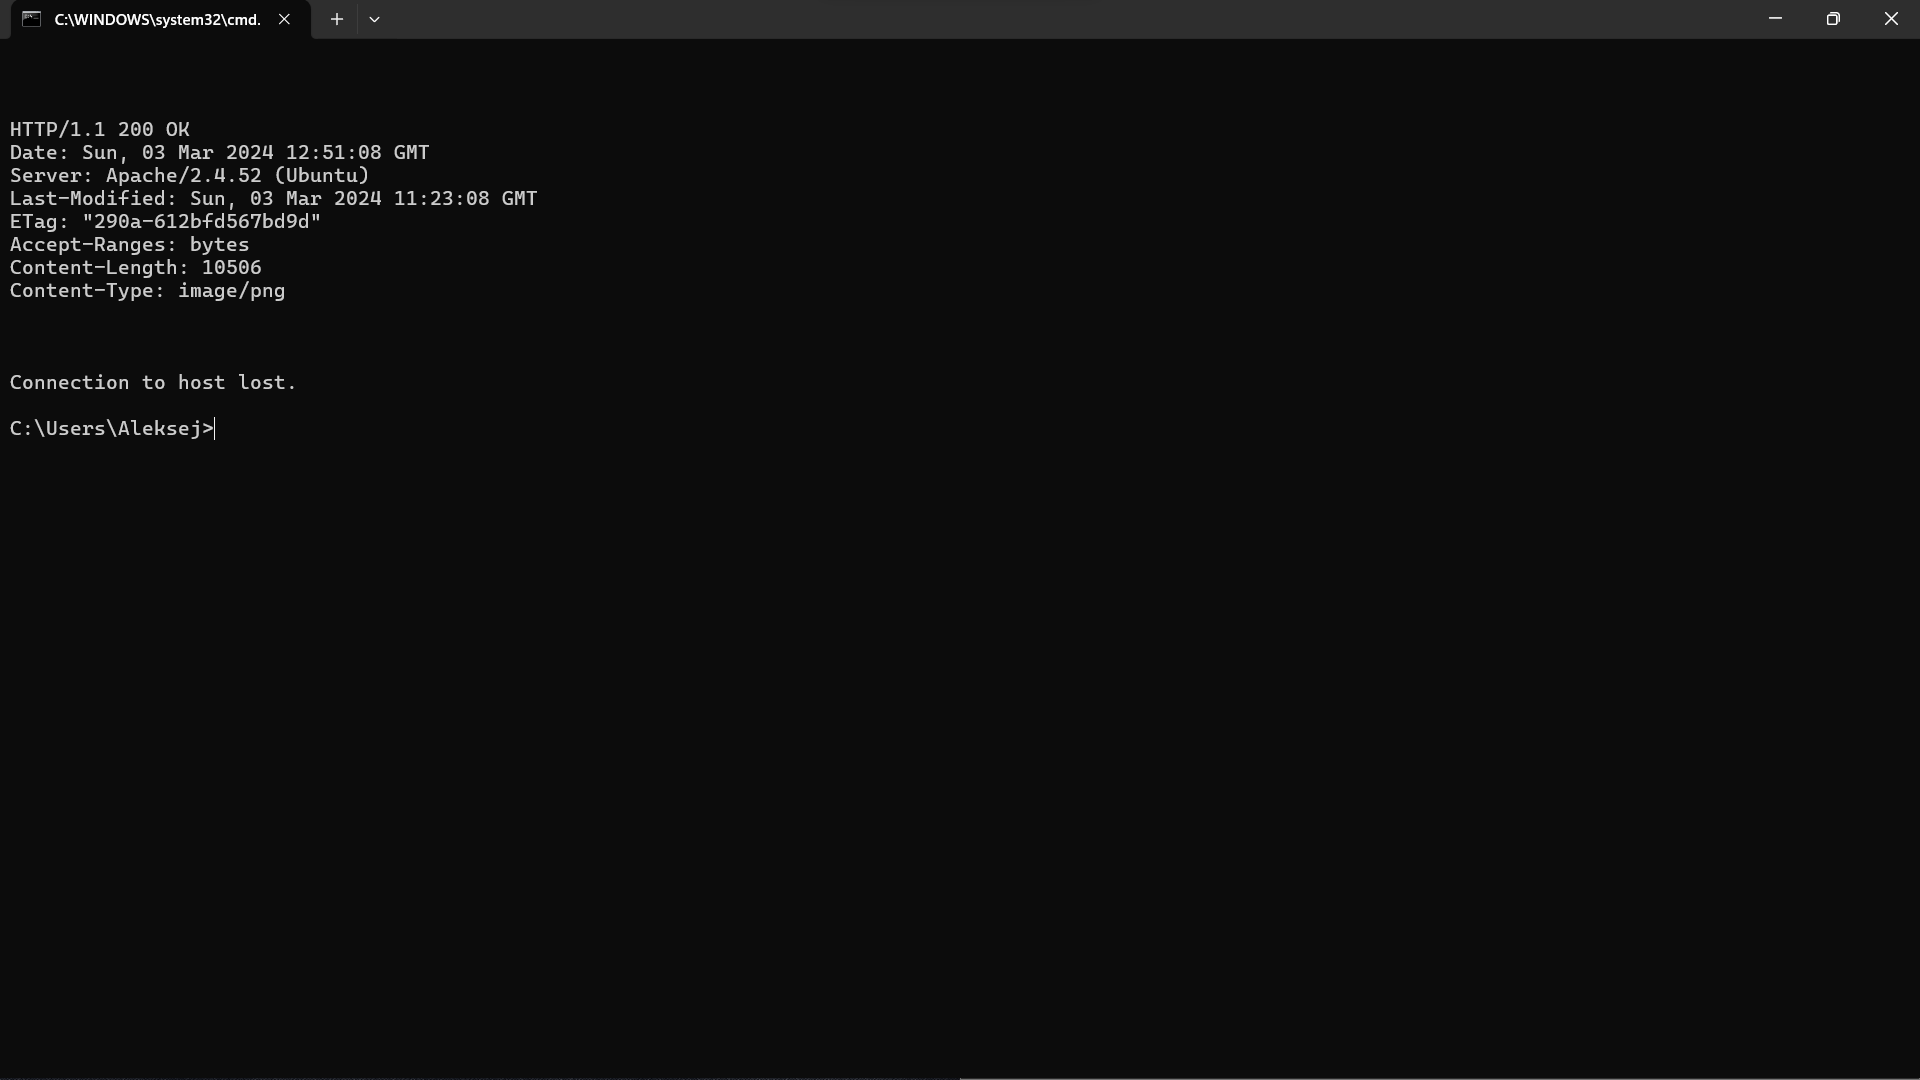 C:\WINDOWS\system32\cmd.
HTTP/1.1 200 OK
Date: Sun, 03 Mar 2024 12:51:08 GMT
Server: Apache/2.4.52 (Ubuntu)
Last-Modified: Sun, 03 Mar 2024 11:23:08 GMT
ETag: "290a-612bfd567bd9d"
Accept-Ranges: bytes
Content-Length: 10506
Content-Type: image/png
Connection to host lost.
C:\Users\Aleksej>